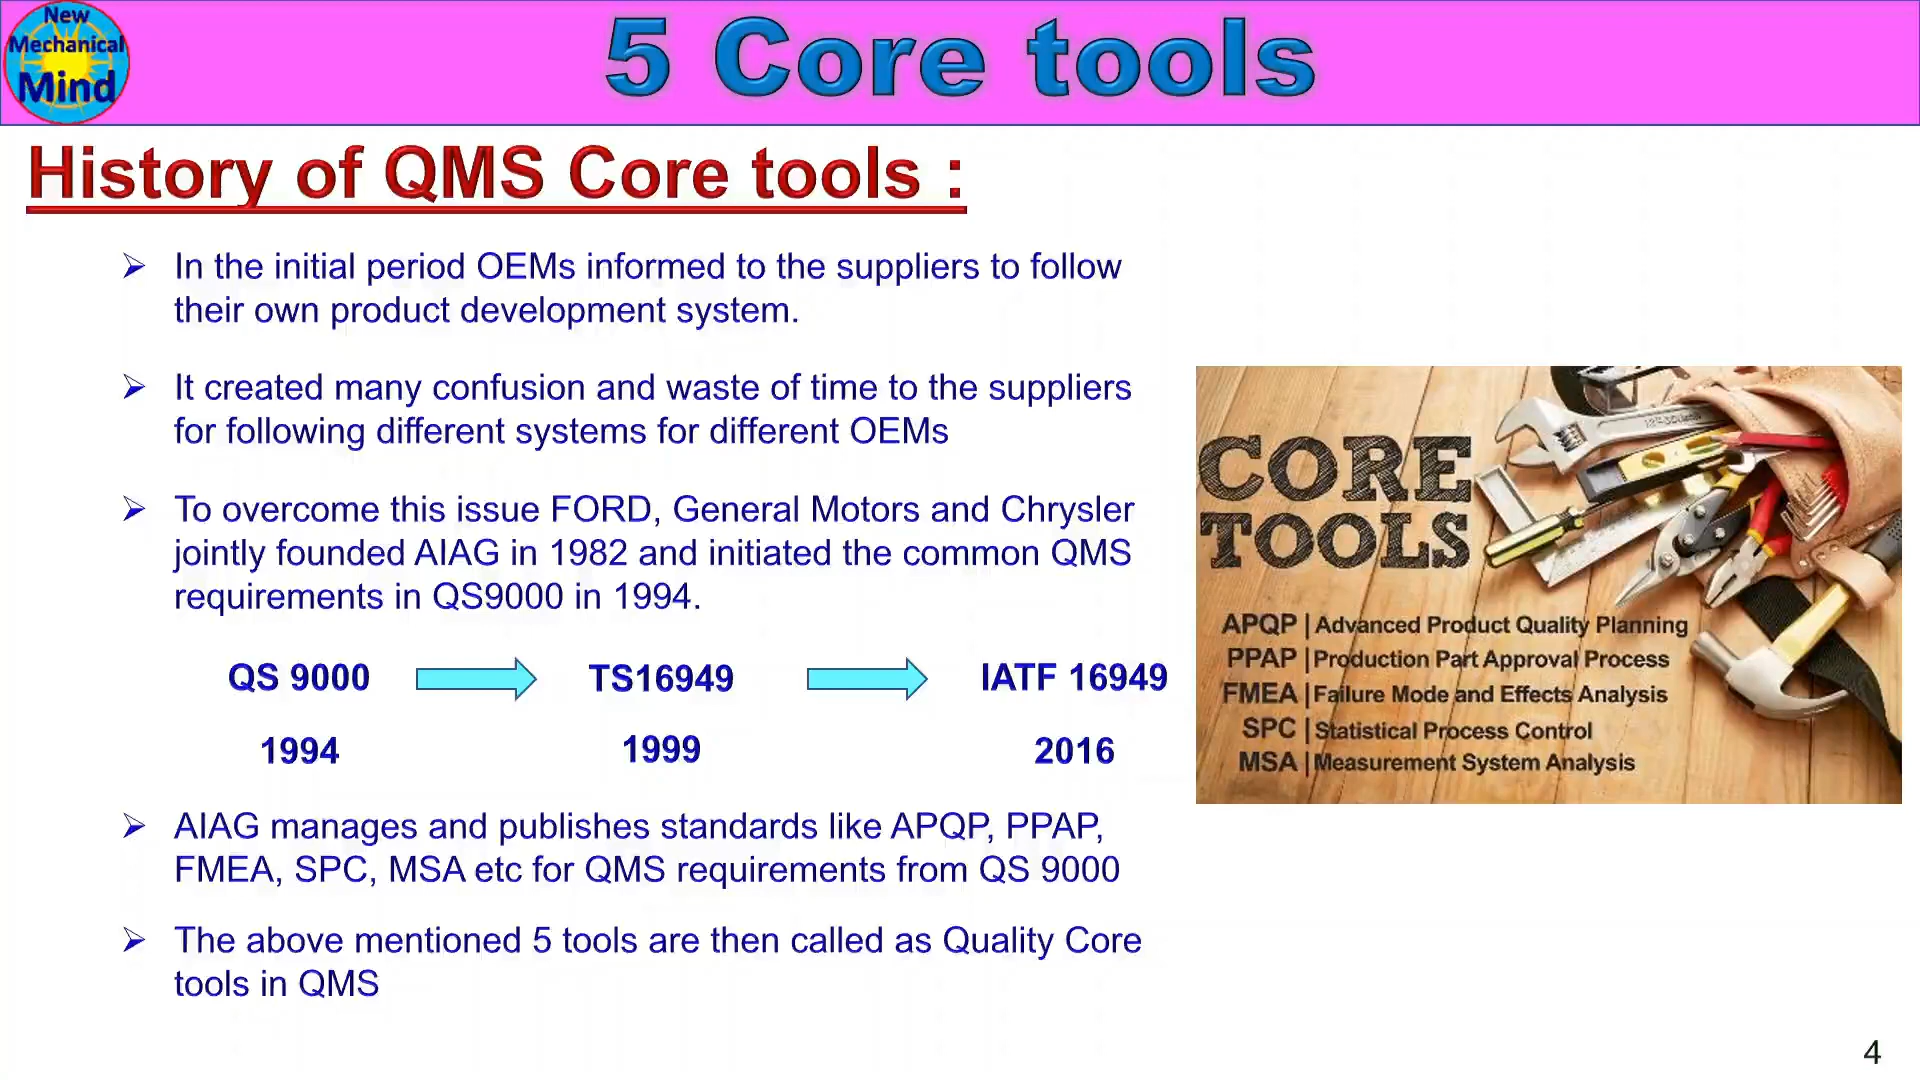 New
Mechanical
Mind
5 Core tools
History of QMS Core tools :
In the initial period OEMs informed to the suppliers to follow
their own product development system.
It created many confusion and waste of time to the suppliers
for following different systems for different OEMs
To overcome this issue FORD, General Motors and Chrysler
jointly founded AIAG in 1982 and initiated the common QMS
requirements in QS9000 in 1994.
QS 9000 TS16949 IATF 16949
1994 1999 2016
AIAG manages and publishes standards like APQP, PPAP,
FMEA, SPC, MSA etc for QMS requirements from QS 9000
The above mentioned 5 tools are then called as Quality Core
tools in QMS
CORE
TOOLS
APQP | Advanced Product Quality Planning
PPAP | Production Part Approval Process
FMEA | Failure Mode and Effects Analysis
SPC | Statistical Process Control
MSA | Measurement System Analysis
4